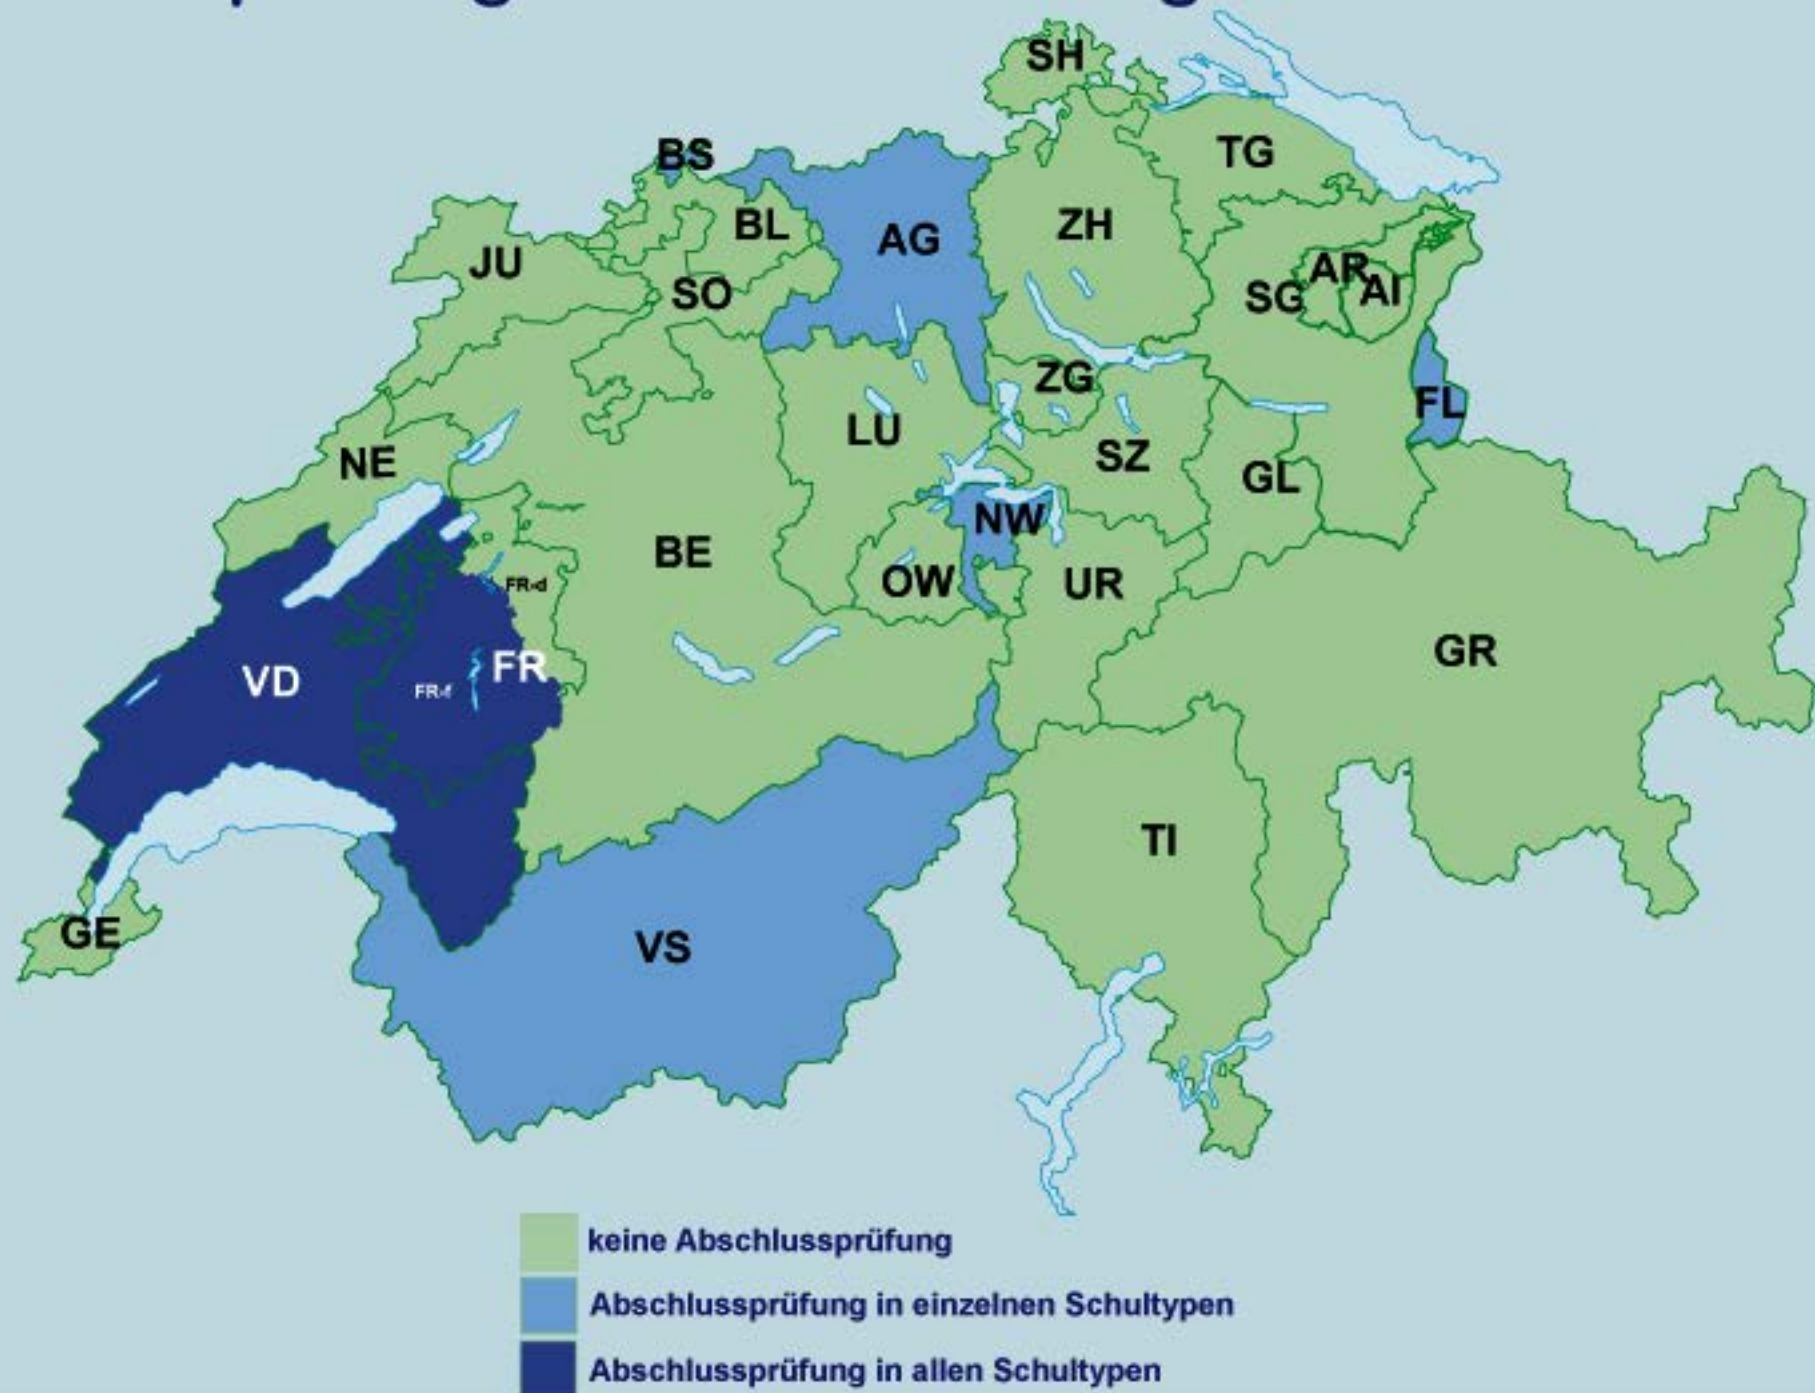 SH
BS
TG
BL
AG
ZH
JU
SO
AR
SG
AI
ZG
FL
LU
NE
SZ
GL
NW
BE
FR-d
OW
UR
GR
VD
FR
FR-f
TI
GE
VS
keine Abschlussprüfung
Abschlussprüfung in einzelnen Schultypen
Abschlussprüfung in allen Schultypen